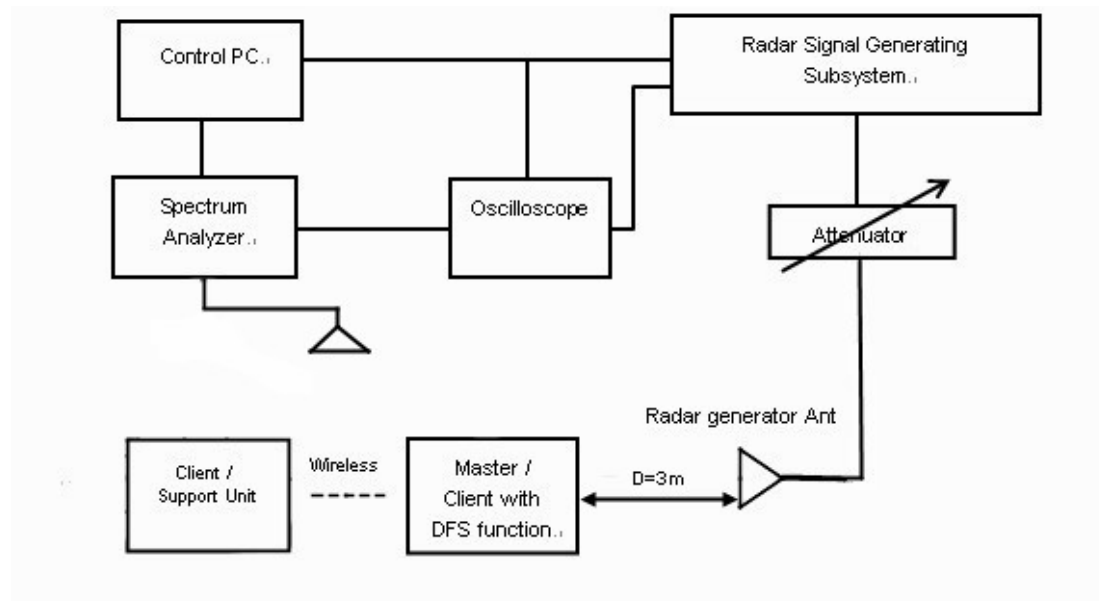 Control PC.
Radar Signal Generating
Subsystem.
Spectrum
Analyzer.
Oscilloscope
Attenuator
Radar generator Ant
Client /
Support Unit
Wireless
Master /
Client with
DFS function.
D=3m